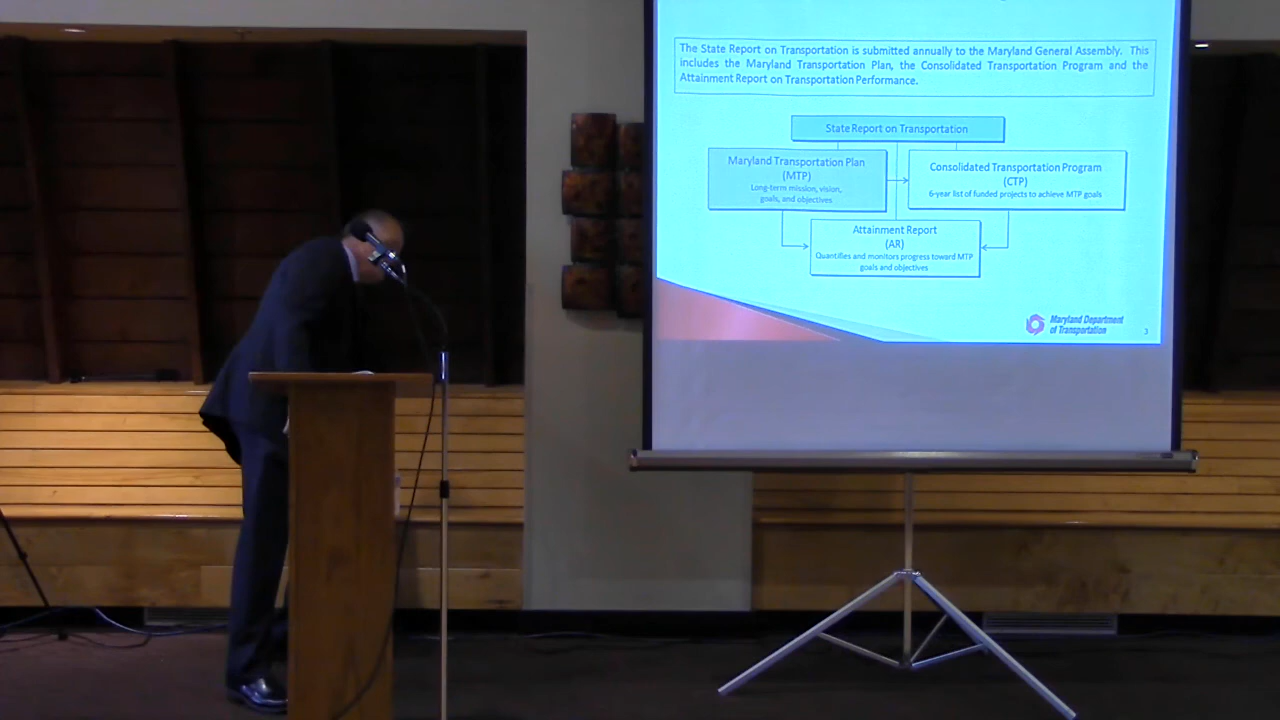 The State Report on Transportation is submitted annually to the Maryland General Assembly. This
includes the Maryland Transportation Plan, the Consolidated Transportation Program and the
Attainment Report on Transportation Performance.
State Report on Transportation
Maryland Transportation Plan
(MTP)
Long-term mission, vision,
goals, and objectives
Consolidated Transportation Program
(CTP)
6-year list of funded projects to achieve MTP goals
Attainment Report
(AR)
Quantifies and monitors progress toward MTP
goals and objectives
Maryland Department
of Transportation
3